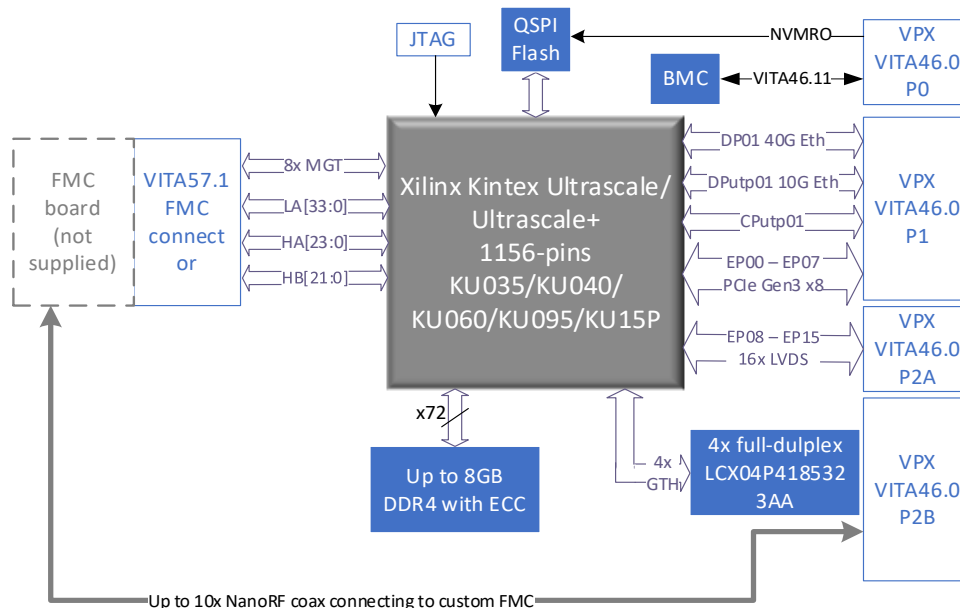 QSPI
Flash
JTAG
NVMRO
VPX
VITA46.0
P0
BMC
VITA46.11
FMC
board
(not
supplied)
VITA57.1
FMC
connect
or
8x MGT
LA[33:0]
HA[23:0]
HB[21:0]
Xilinx Kintex Ultrascale/
Ultrascale+
1156-pins
KU035/KU040/
KU060/KU095/KU15P
DP01 40G Eth
DPutp01 10G Eth
CPutp01
EP00 – EP07
PCIe Gen3 x8
VPX
VITA46.0
P1
EP08 – EP15
16x LVDS
VPX
VITA46.0
P2A
x72
Up to 8GB
DDR4 with ECC
4x
GTH
4x full-dulplex
LCX04P418532
3AA
VPX
VITA46.0
P2B
Up to 10x NanoRF coax connecting to custom FMC